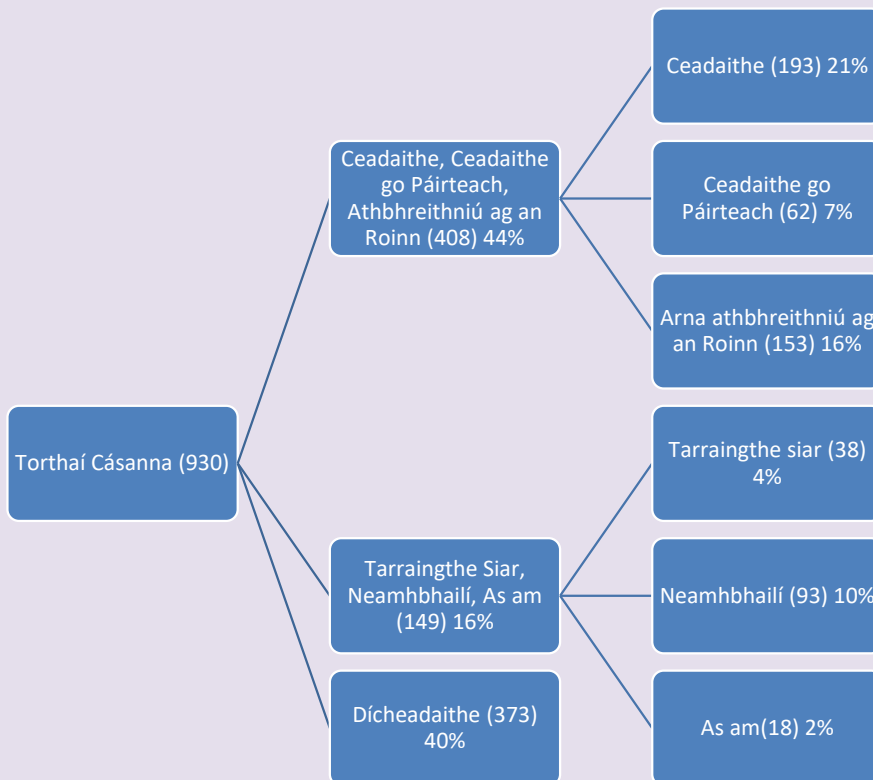 Torthaí Cásanna (930)
Ceadaithe, Ceadaithe
go Páirteach,
Athbhreithniú ag an
Roinn (408) 44%
Ceadaithe (193) 21%
Ceadaithe go
Páirteach (62) 7%
Arna athbhreithniú ag
an Roinn (153) 16%
Tarraingthe Siar,
Neamhbhailí, As am
(149) 16%
Tarraingthe siar (38)
4%
Neamhbhailí (93) 10%
As am(18) 2%
Dícheadaithe (373)
40%